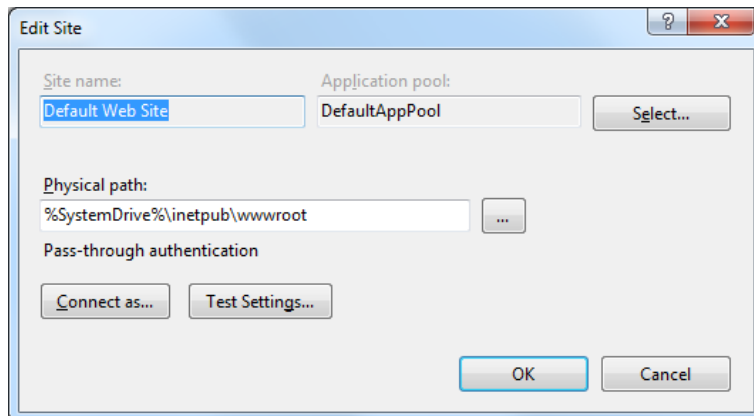 Edit Site
Site name:
Application pool:
Default Web Site
DefaultAppPool
Select...
Physical path:
%SystemDrive%\inetpub\wwwroot
...
Pass-through authentication
Connect as...
Test Settings...
OK
Cancel